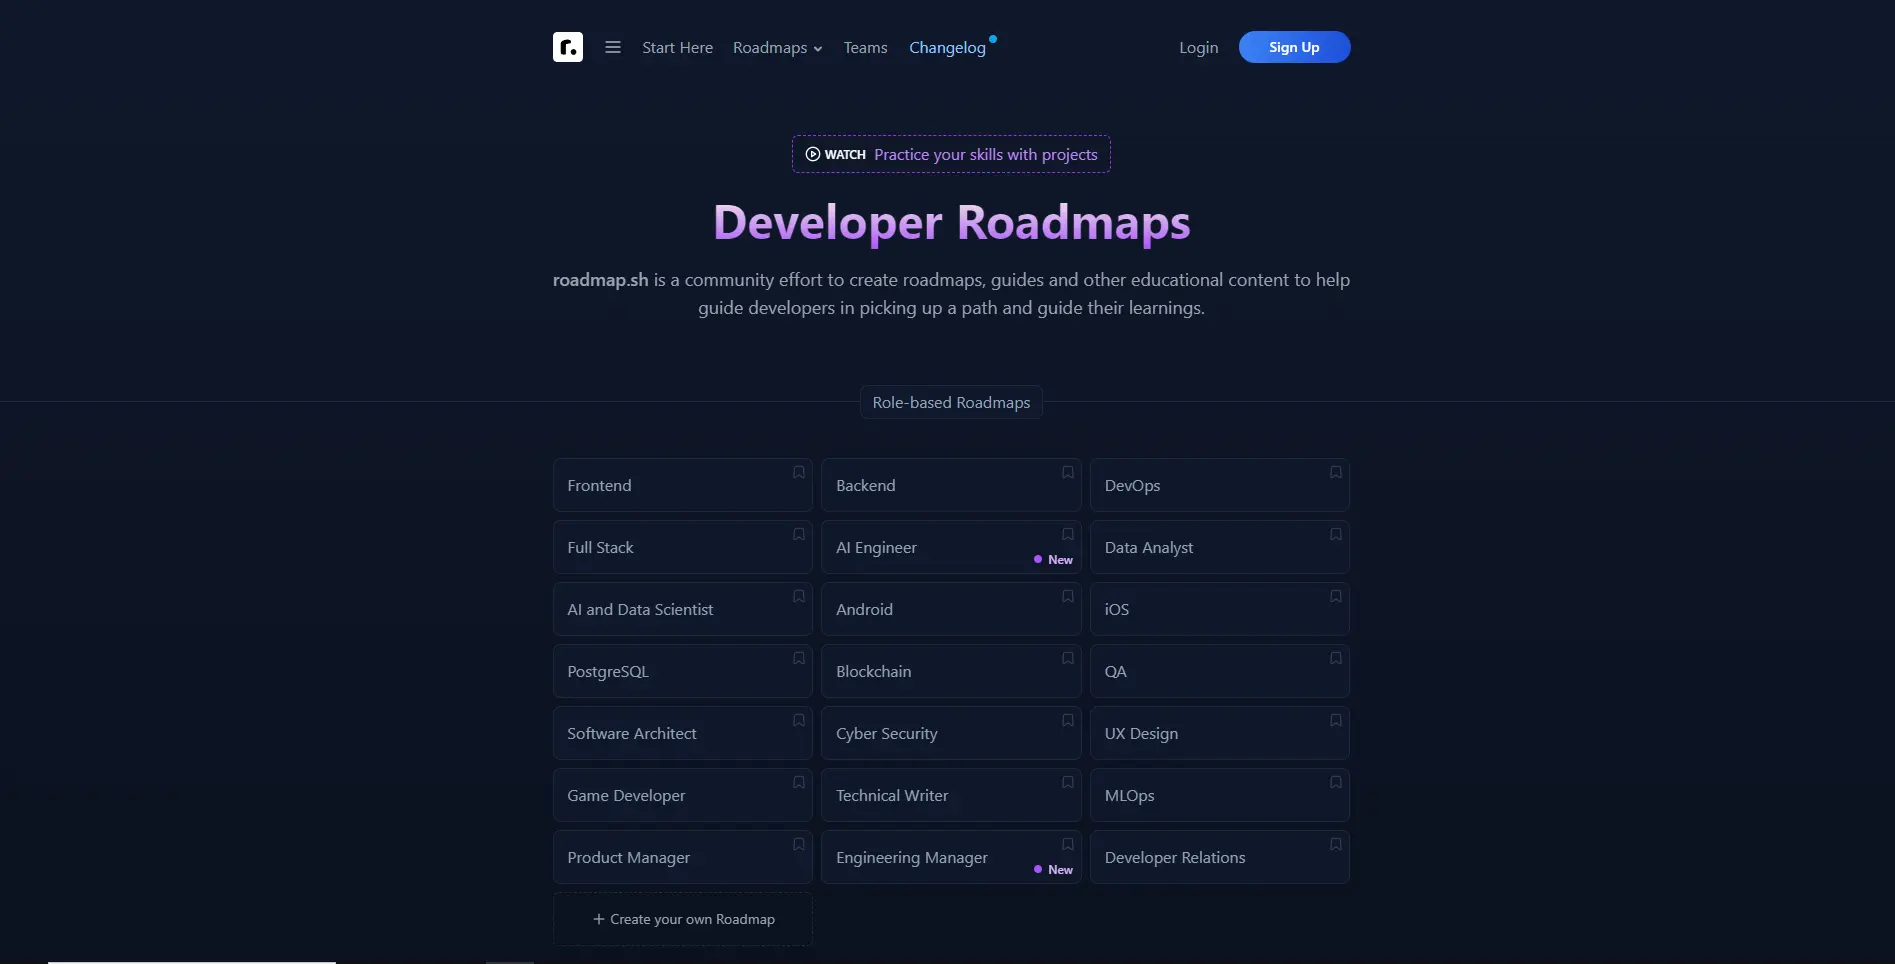 r.
Start Here
Roadmaps
Teams
Changelog
Login
Sign Up
WATCH Practice your skills with projects
Developer Roadmaps
roadmap.sh is a community effort to create roadmaps, guides and other educational content to help
guide developers in picking up a path and guide their learnings.
Role-based Roadmaps
Frontend
Backend
DevOps
Full Stack
AI Engineer
New
Data Analyst
AI and Data Scientist
Android
iOS
PostgreSQL
Blockchain
QA
Software Architect
Cyber Security
UX Design
Game Developer
Technical Writer
MLOps
Product Manager
Engineering Manager
New
Developer Relations
+ Create your own Roadmap